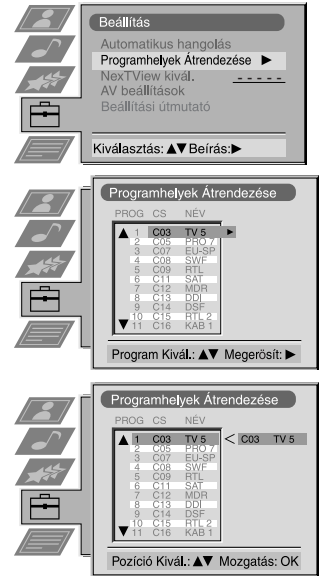 Beállítás
Automatikus hangolás
Programhelyek Átrendezése ▶
NexTView kivál. - - - - -
AV beállítások
Beállítási útmutató
Kiválasztás: ▲▼ Beírás: ▶
Programhelyek Átrendezése
PROG CS NÉV
1 C03 TV 5 ▶
2 C05 PRO 7
3 C07 EU-SP
4 C08 SWF
5 C09 RTL
6 C11 SAT
7 C12 MDR
8 C13 DDI
9 C14 DSF
10 C15 RTL 2
11 C16 KAB 1
Program Kivál.: ▲▼ Megerösít: ▶
Programhelyek Átrendezése
PROG CS NÉV
1 C03 TV 5 < C03 TV 5
2 C05 PRO 7
3 C07 EU-SP
4 C08 SWF
5 C09 RTL
6 C11 SAT
7 C12 MDR
8 C13 DDI
9 C14 DSF
10 C15 RTL 2
11 C16 KAB 1
Pozíció Kivál.: ▲▼ Mozgatás: OK